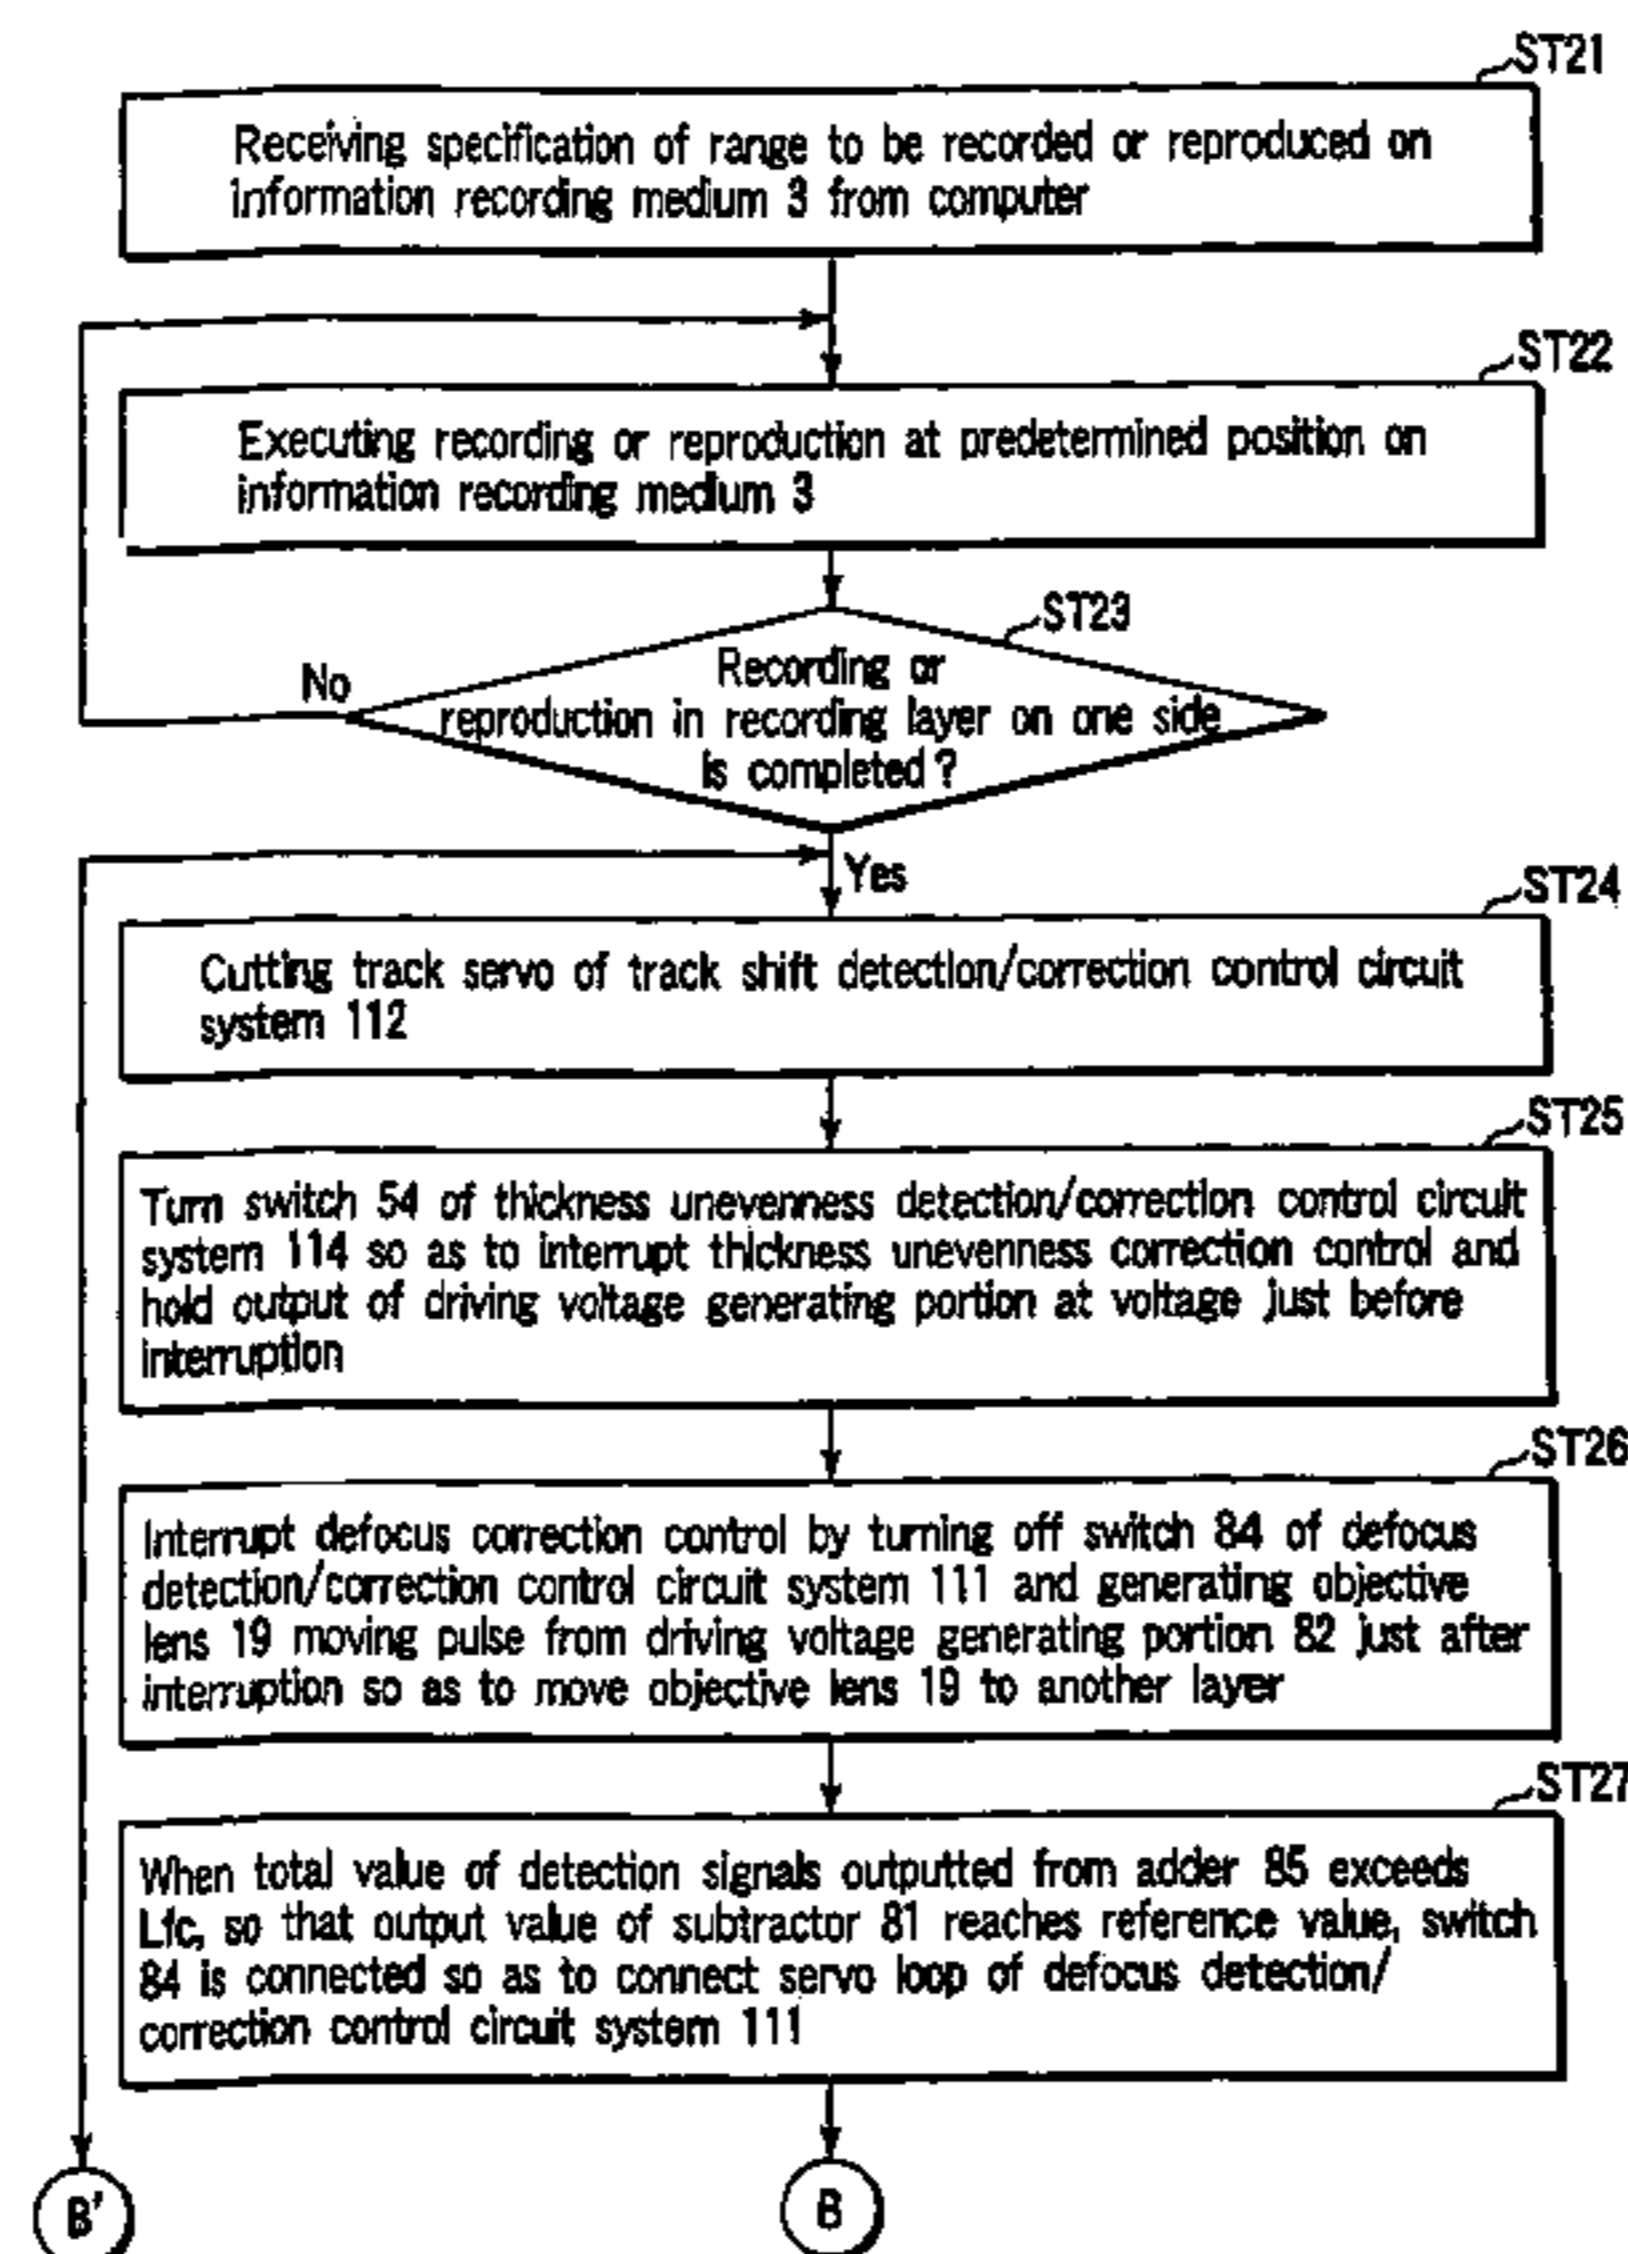 ST21
Receiving specification of range to be recorded or reproduced on
information recording medium 3 from computer
ST22
Executing recording or reproduction at predetermined position on
information recording medium 3
ST23
Recording or
reproduction in recording layer on one side
is completed?
No
Yes
ST24
Cutting track servo of track shift detection/correction control circuit
system 112
ST25
Turn switch 54 of thickness unevenness detection/correction control circuit
system 114 so as to interrupt thickness unevenness correction control and
hold output of driving voltage generating portion at voltage just before
interruption
ST26
Interrupt defocus correction control by turning off switch 84 of defocus
detection/correction control circuit system 111 and generating objective
lens 19 moving pulse from driving voltage generating portion 82 just after
interruption so as to move objective lens 19 to another layer
ST27
When total value of detection signals outputted from adder 85 exceeds
Lfc, so that output value of subtractor 81 reaches reference value, switch
84 is connected so as to connect servo loop of defocus detection/
correction control circuit system 111
B'
B